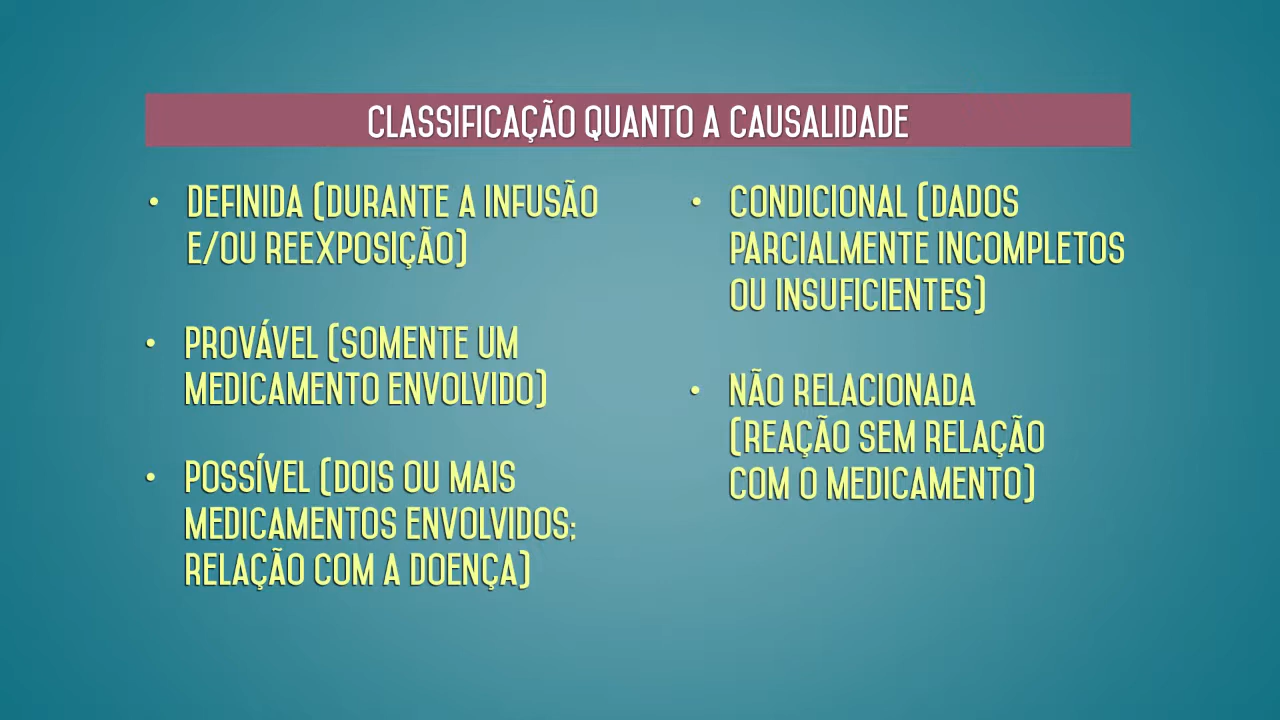 CLASSIFICAÇÃO QUANTO A CAUSALIDADE
• DEFINIDA (DURANTE A INFUSÃO
E/OU REEXPOSIÇÃO)
• PROVÁVEL (SOMENTE UM
MEDICAMENTO ENVOLVIDO)
• POSSÍVEL (DOIS OU MAIS
MEDICAMENTOS ENVOLVIDOS;
RELAÇÃO COM A DOENÇA)
• CONDICIONAL (DADOS
PARCIALMENTE INCOMPLETOS
OU INSUFICIENTES)
• NÃO RELACIONADA
(REAÇÃO SEM RELAÇÃO
COM O MEDICAMENTO)